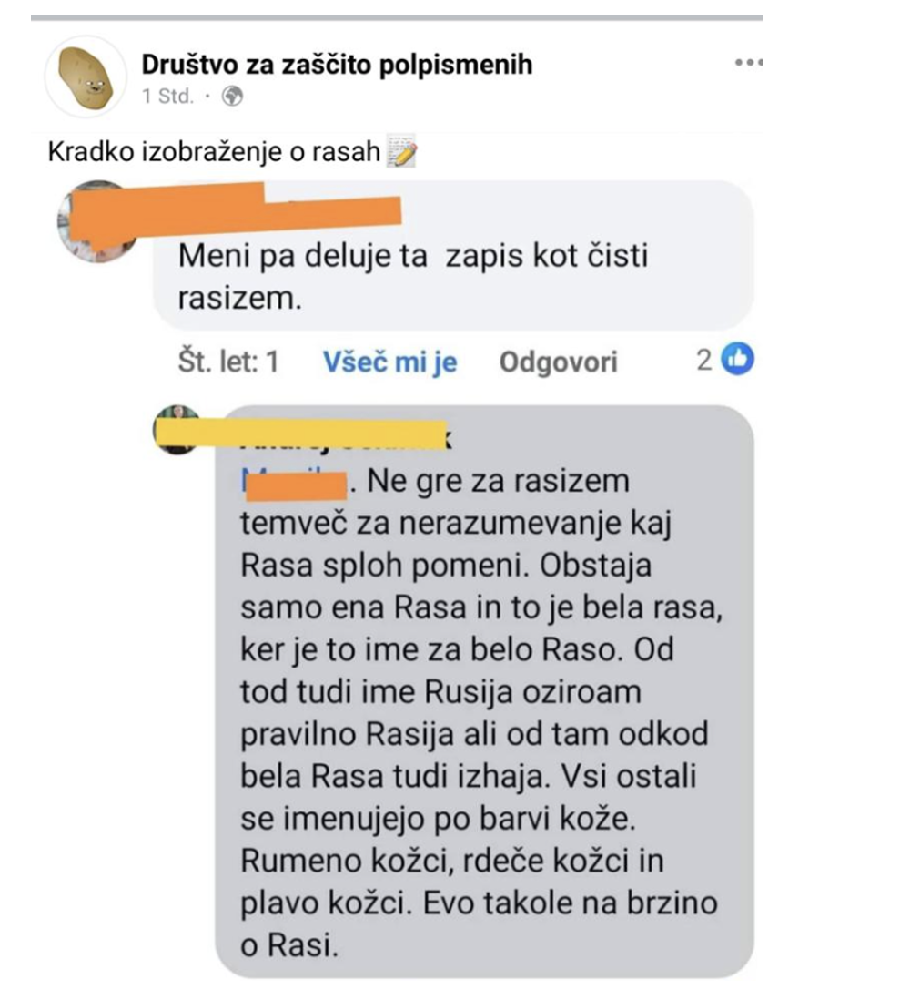 Društvo za zaščito polpismenih
1 Std. ·
Kradko izobraženje o rasah
Meni pa deluje ta zapis kot čisti
rasizem.
Št. let: 1 Všeč mi je Odgovori 2
. Ne gre za rasizem
temveč za nerazumevanje kaj
Rasa sploh pomeni. Obstaja
samo ena Rasa in to je bela rasa,
ker je to ime za belo Raso. Od
tod tudi ime Rusija oziroam
pravilno Rasija ali od tam odkod
bela Rasa tudi izhaja. Vsi ostali
se imenujejo po barvi kože.
Rumeno kožci, rdeče kožci in
plavo kožci. Evo takole na brzino
o Rasi.